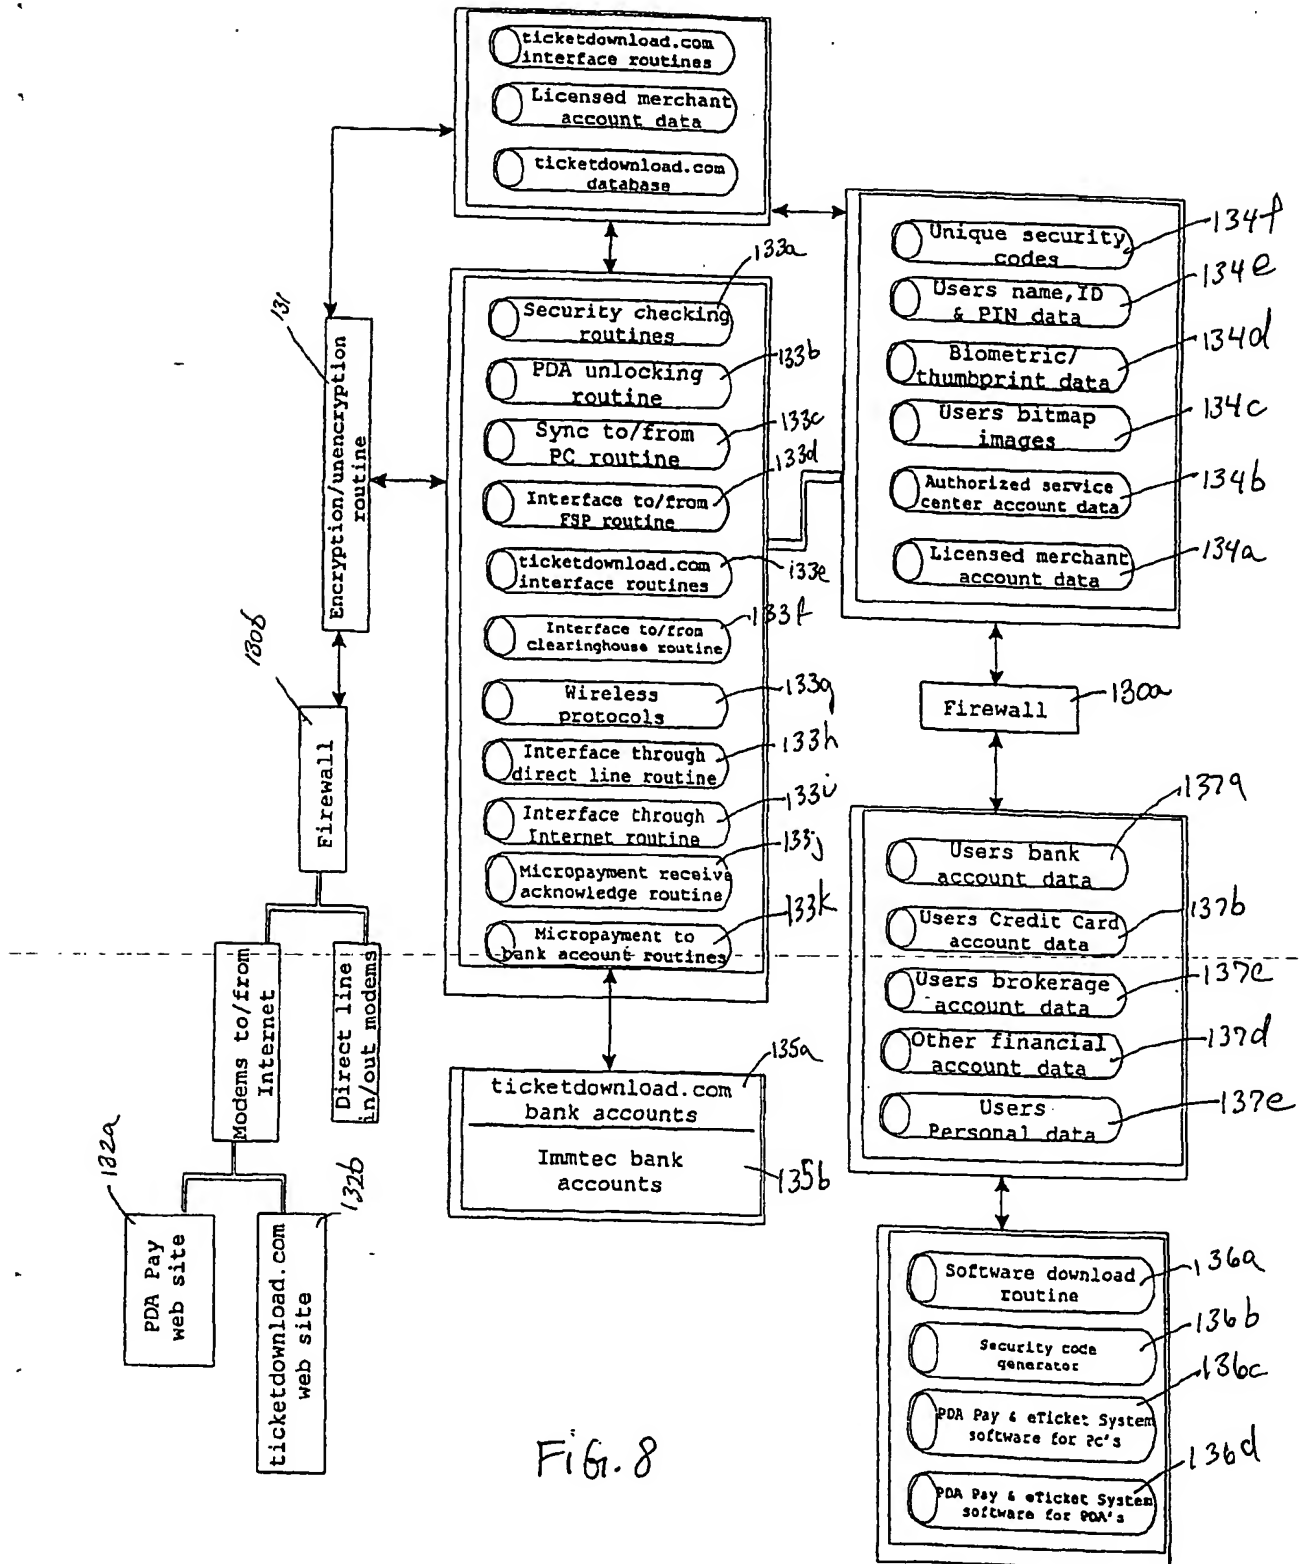 ticketdownload.com
interface routines
Licensed merchant
account data
ticketdownload.com
database
133a
Security checking
routines
133b
PDA unlocking
routine
133c
Sync to/from
PC routine
133d
Interface to/from
FSP routine
ticketdownload.com
interface routines
133e
133f
Interface to/from
clearinghouse routine
133g
Wireless
protocols
133h
Interface through
direct line routine
133i
Interface through
Internet routine
133j
Micropayment receive
acknowledge routine
133k
Micropayment to
bank account routines
135a
ticketdownload.com
bank accounts
Immtec bank
accounts
135b
134f
Unique security
codes
134e
Users name, ID
& PIN data
134d
Biometric/
thumbprint data
134c
Users bitmap
images
134b
Authorized service
center account data
134a
Licensed merchant
account data
130a
Firewall
137a
Users bank
account data
137b
Users Credit Card
account data
137c
Users brokerage
account data
137d
Other financial
account data
137e
Users
Personal data
136a
Software download
routine
136b
Security code
generator
136c
PDA Pay & eTicket System
software for PC's
136d
PDA Pay & eTicket System
software for PDA's
131
Encryption/unencryption
routine
130b
Firewall
Modems to/from
Internet
Direct line
in/out modems
132a
PDA Pay
web site
132b
ticketdownload.com
web site
FiG. 8